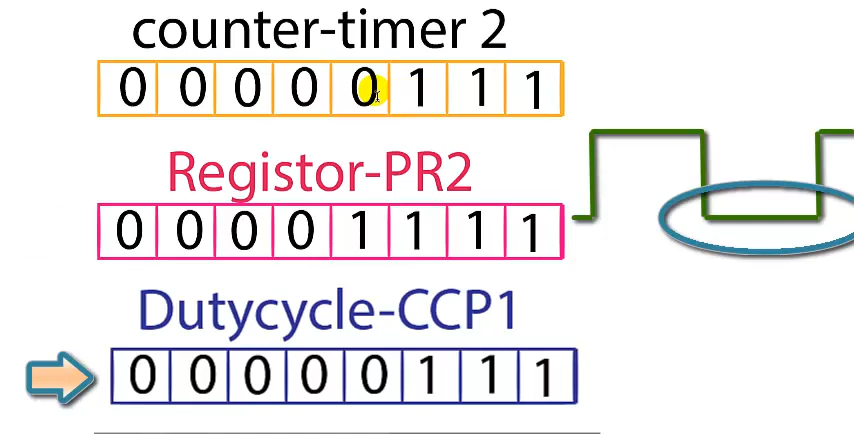 counter-timer 2
0 0 0 0 0 1 1 1
Registor-PR2
0 0 0 0 1 1 1 1
Dutycycle-CCP1
0 0 0 0 0 1 1 1